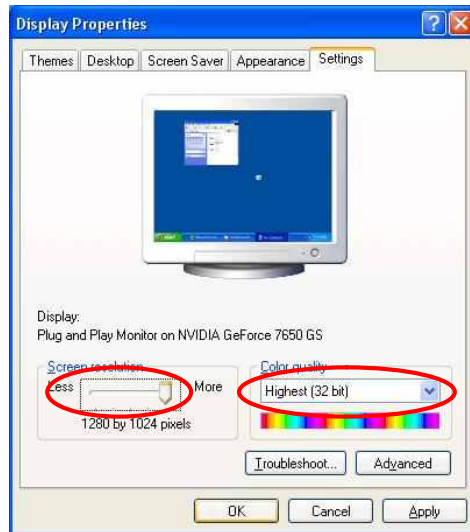 Display Properties
Themes Desktop Screen Saver Appearance Settings
Display:
Plug and Play Monitor on NVIDIA GeForce 7650 GS
Screen resolution
Less More
1280 by 1024 pixels
Color quality
Highest (32 bit)
Troubleshoot... Advanced
OK Cancel Apply